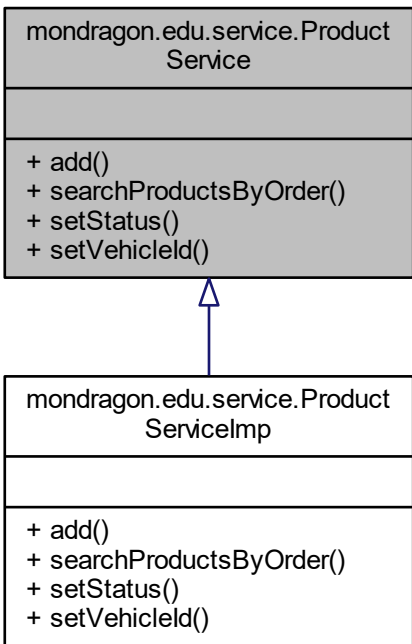 mondragon.edu.service.Product
Service
+ add()
+ searchProductsByOrder()
+ setStatus()
+ setVehicleId()
mondragon.edu.service.Product
ServiceImp
+ add()
+ searchProductsByOrder()
+ setStatus()
+ setVehicleId()